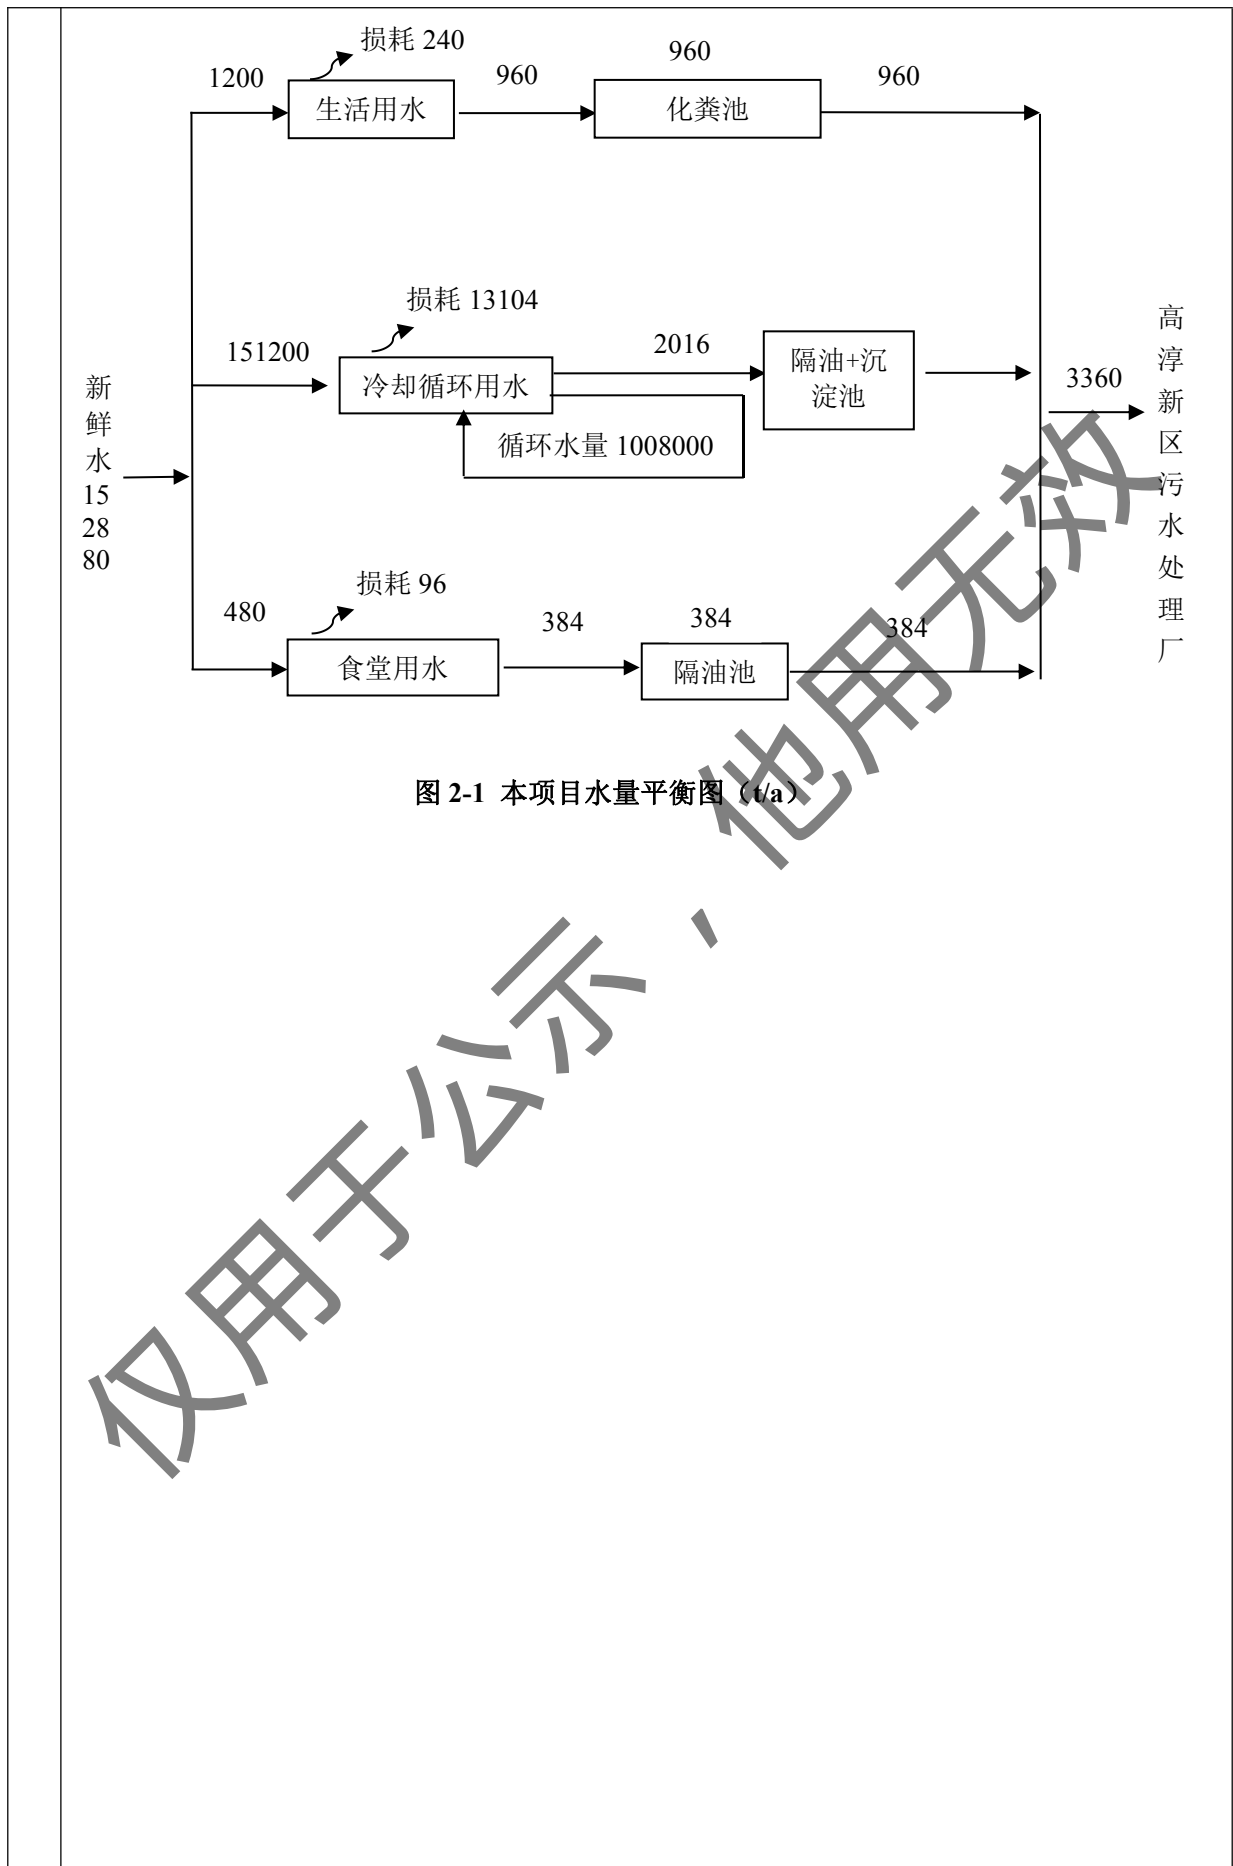 损耗 240
1200
960
960
960
生活用水
化粪池
损耗 13104
151200
2016
冷却循环用水
隔油+沉
淀池
循环水量 1008000
3360
新
鲜
水
15
28
80
高
淳
新
区
污
水
处
理
厂
损耗 96
480
384
384
384
食堂用水
隔油池
图 2-1 本项目水量平衡图（t/a）
仅用于公示，他用无效